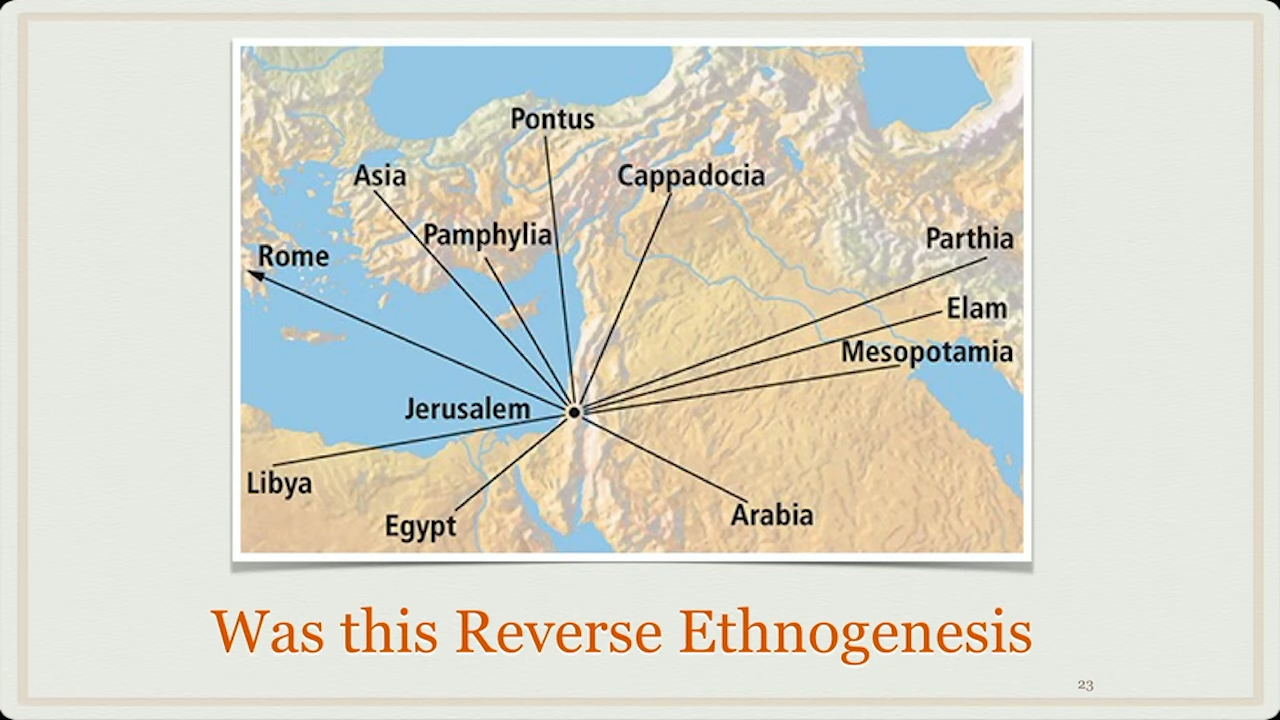 Pontus
Asia
Cappadocia
Pamphylia
Parthia
Rome
Elam
Mesopotamia
Jerusalem
Libya
Arabia
Egypt
Was this Reverse Ethnogenesis
23